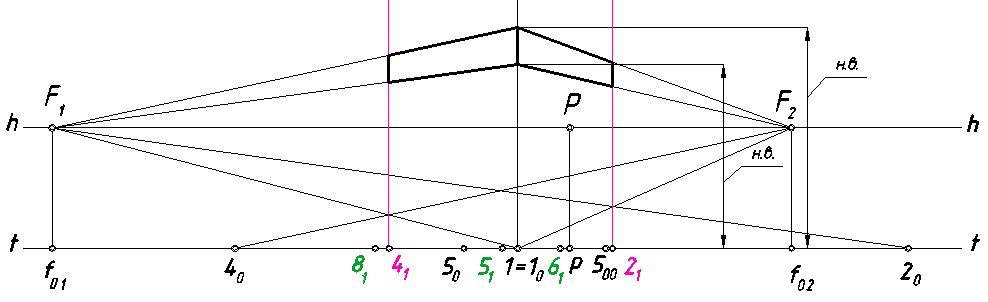 н.в.
F₁ P F₂
h h
н.в.
t t
f₀₁ 4₀ 8₁ 4₁ 5₀ 5₁ 1=1₀ 6₁ P 5₀₀ 2₁ f₀₂ 2₀